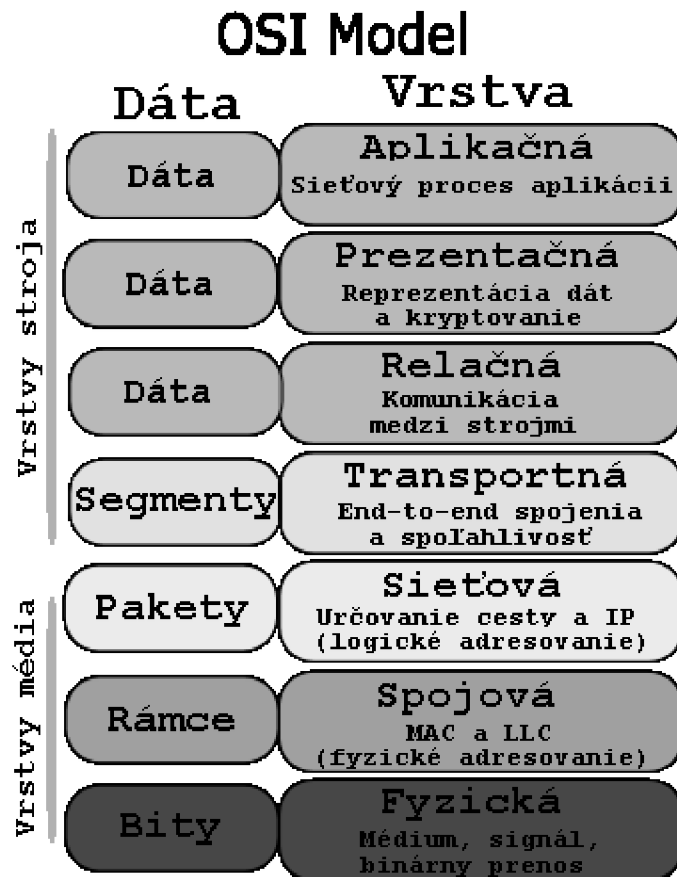 OSI Model
Dáta
Vrstva
Vrstvy stroja
Dáta
Aplikačná
Sieťový proces aplikácii
Dáta
Prezentačná
Reprezentácia dát
a kryptovanie
Dáta
Relačná
Komunikácia
medzi strojmi
Segmenty
Transportná
End-to-end spojenia
a spoľahlivosť
Vrstvy média
Pakety
Sieťová
Určovanie cesty a IP
(logické adresovanie)
Rámce
Spojová
MAC a LLC
(fyzické adresovanie)
Bity
Fyzická
Médium, signál,
binárny prenos